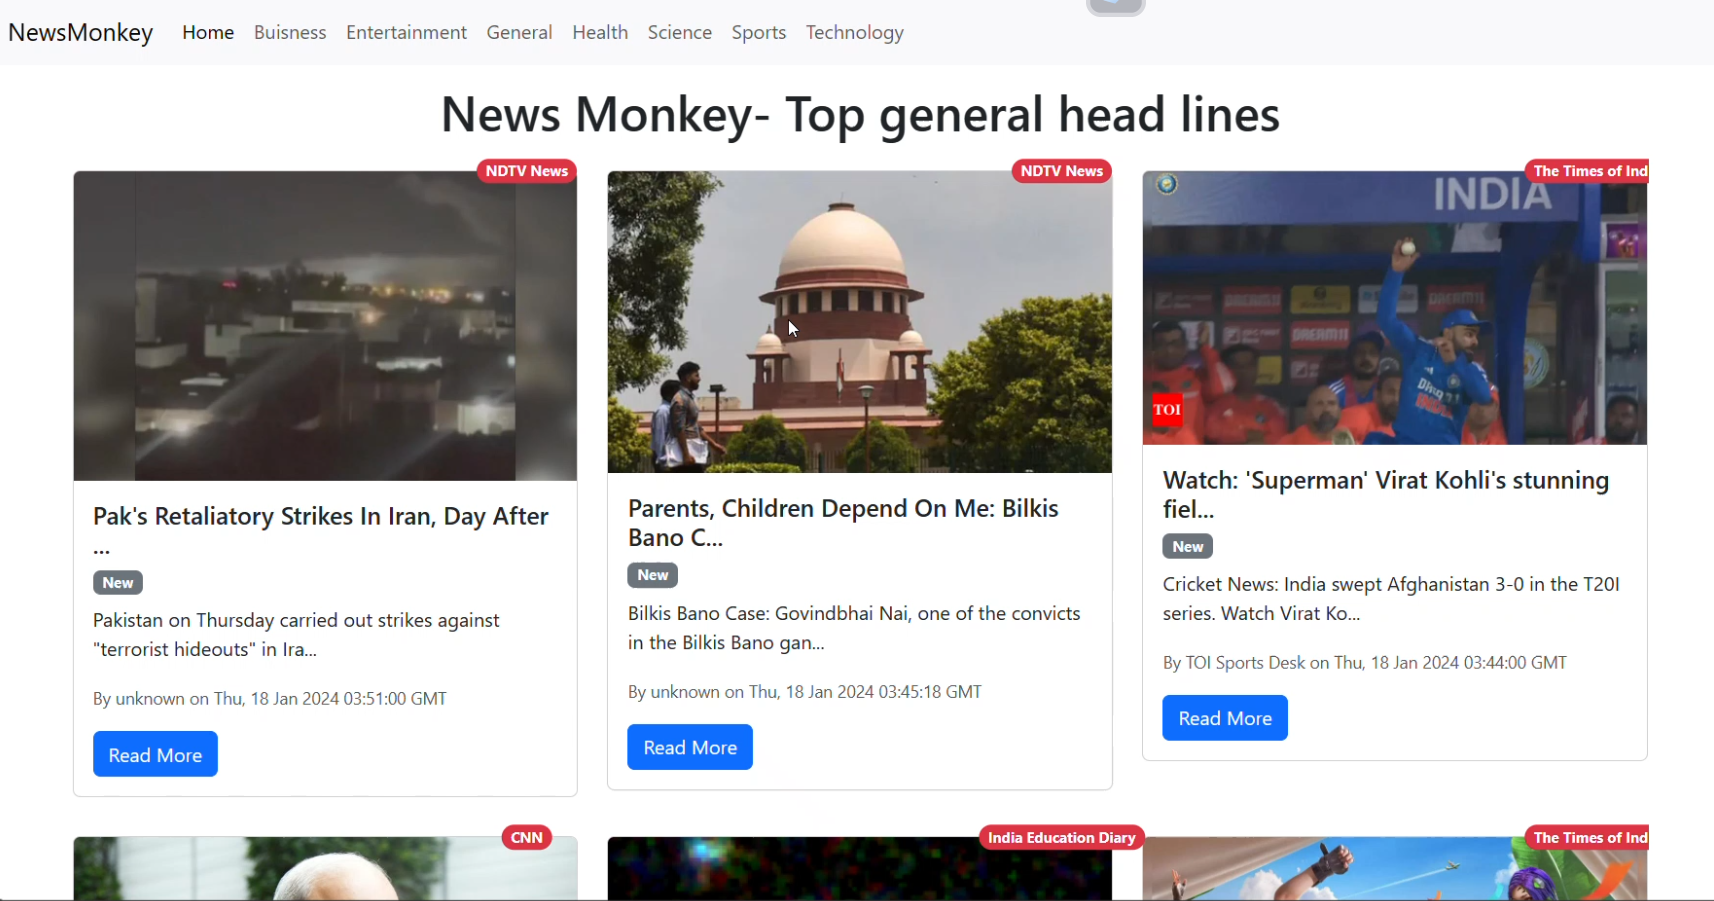 NewsMonkey Home Buisness Entertainment General Health Science Sports Technology
News Monkey- Top general head lines
NDTV News
Pak's Retaliatory Strikes In Iran, Day After
...
New
Pakistan on Thursday carried out strikes against
"terrorist hideouts" in Ira...
By unknown on Thu, 18 Jan 2024 03:51:00 GMT
Read More
NDTV News
Parents, Children Depend On Me: Bilkis
Bano C...
New
Bilkis Bano Case: Govindbhai Nai, one of the convicts
in the Bilkis Bano gan...
By unknown on Thu, 18 Jan 2024 03:45:18 GMT
Read More
The Times of Ind
INDIA
DREAM11
TOI
Watch: 'Superman' Virat Kohli's stunning
fiel...
New
Cricket News: India swept Afghanistan 3-0 in the T20I
series. Watch Virat Ko...
By TOI Sports Desk on Thu, 18 Jan 2024 03:44:00 GMT
Read More
CNN
India Education Diary
The Times of Ind